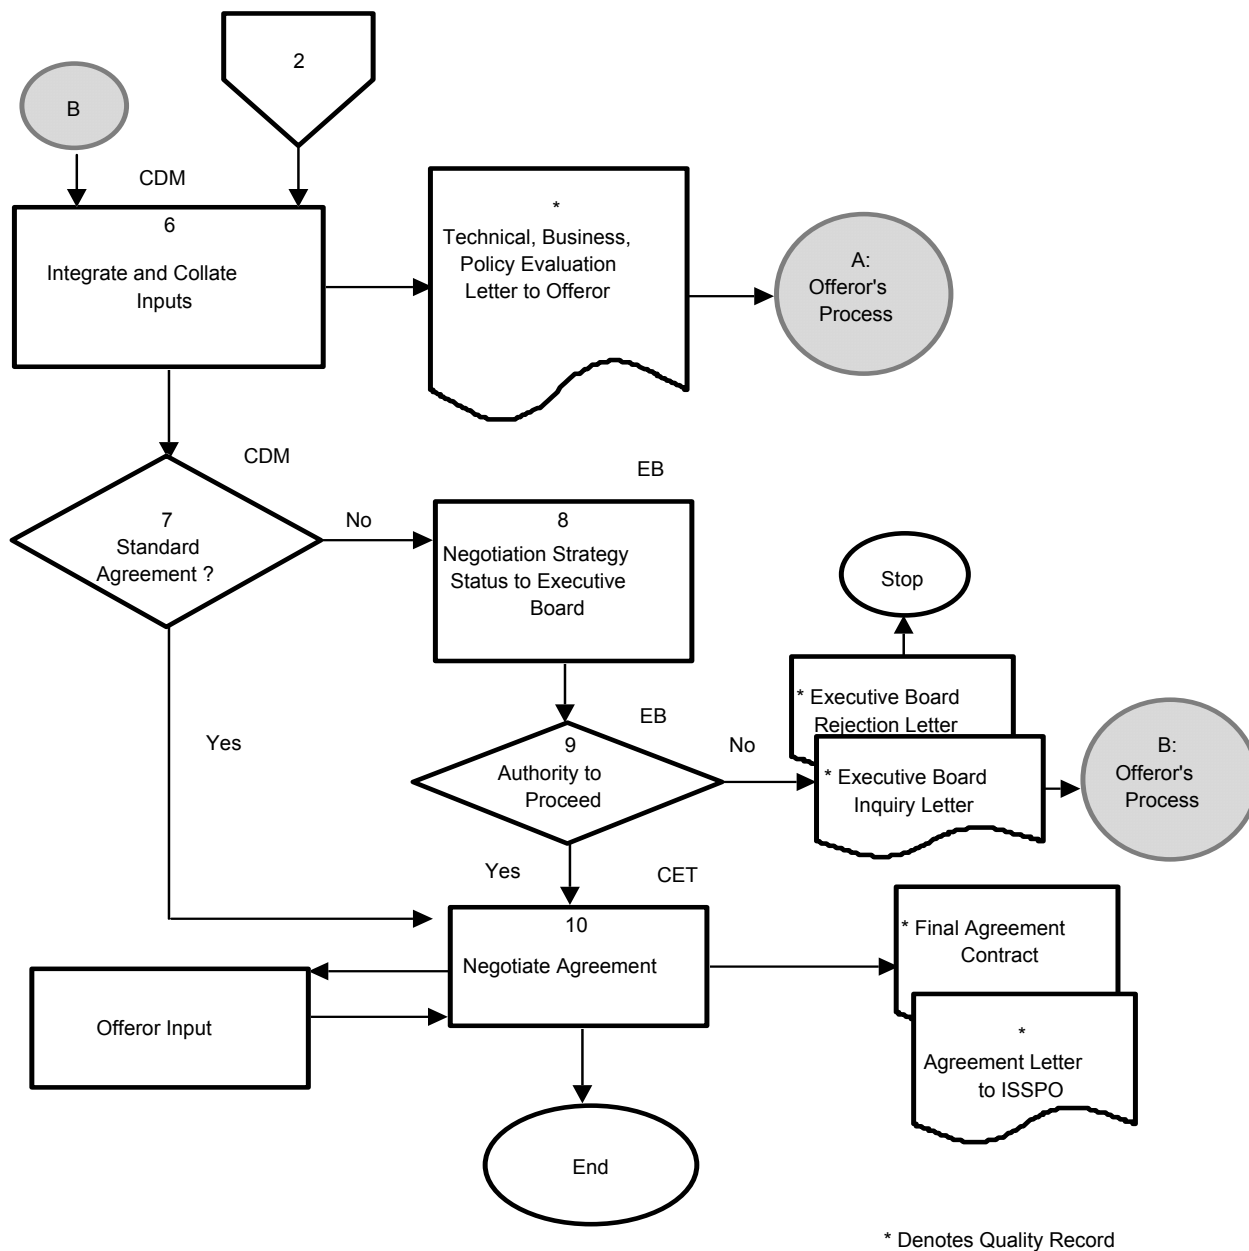 2
B
CDM
6
Integrate and Collate
Inputs
*
Technical, Business,
Policy Evaluation
Letter to Offeror
A:
Offeror's
Process
CDM
7
Standard
Agreement ?
No
EB
8
Negotiation Strategy
Status to Executive
Board
Stop
* Executive Board
Rejection Letter
Yes
EB
9
Authority to
Proceed
No
* Executive Board
Inquiry Letter
B:
Offeror's
Process
Yes
CET
10
Negotiate Agreement
* Final Agreement
Contract
Offeror Input
*
Agreement Letter
to ISSPO
End
* Denotes Quality Record